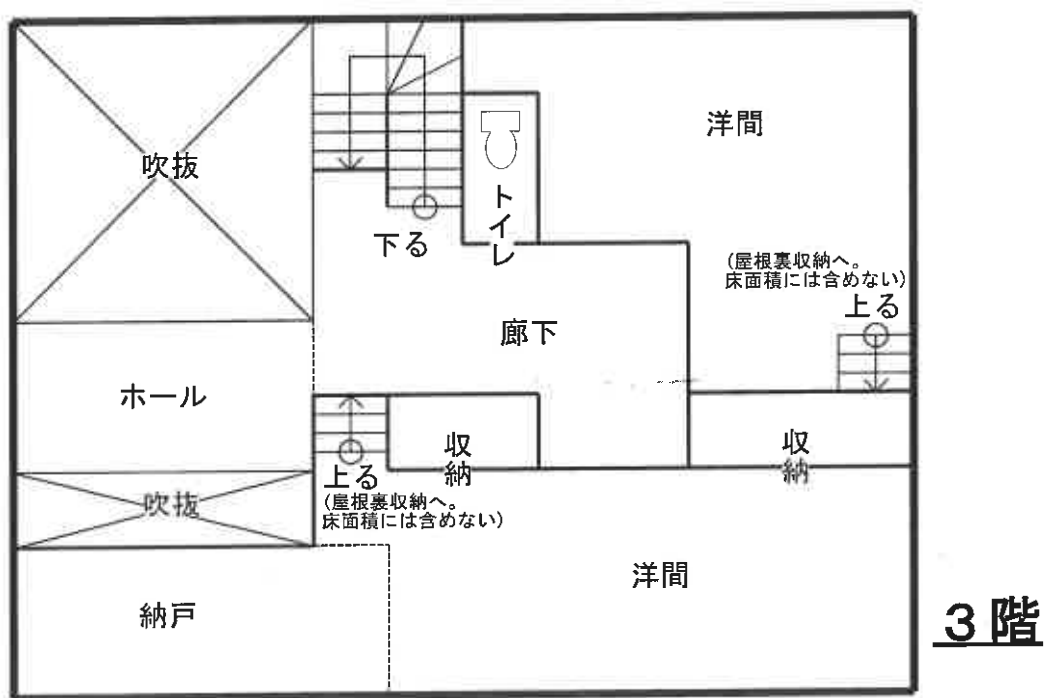 吹抜
下る
トイレ
洋間
(屋根裏収納へ。
床面積には含めない)
上る
廊下
ホール
収納
収納
上る
(屋根裏収納へ。
床面積には含めない)
吹抜
洋間
納戸
3階